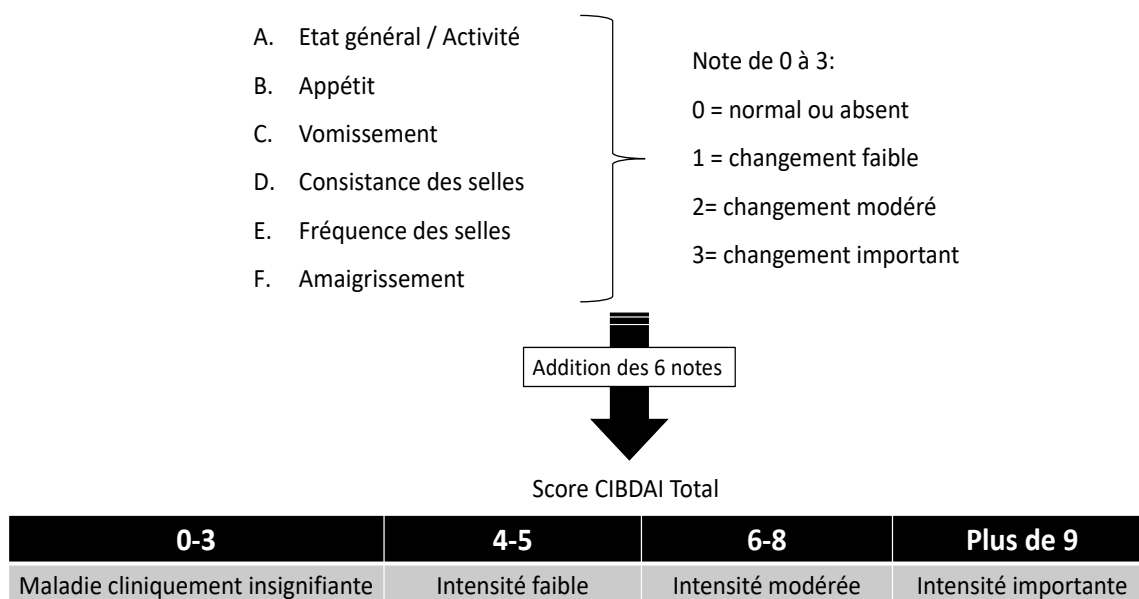 A. Etat général / Activité
B. Appétit
C. Vomissement
D. Consistance des selles
E. Fréquence des selles
F. Amaigrissement
Note de 0 à 3:
0 = normal ou absent
1 = changement faible
2= changement modéré
3= changement important
Addition des 6 notes
Score CIBDAI Total
0-3 4-5 6-8 Plus de 9
Maladie cliniquement insignifiante Intensité faible Intensité modérée Intensité importante